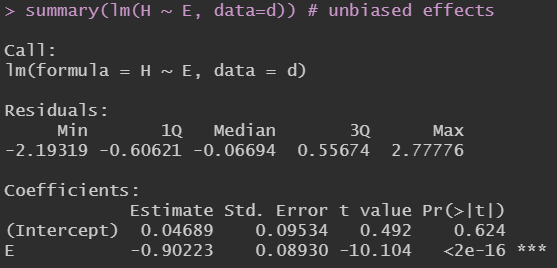 > summary(lm(H ~ E, data=d)) # unbiased effects
Call:
lm(formula = H ~ E, data = d)
Residuals:
Min 1Q Median 3Q Max
-2.19319 -0.60621 -0.06694 0.55674 2.77776
Coefficients:
Estimate Std. Error t value Pr(>|t|)
(Intercept) 0.04689 0.09534 0.492 0.624
E -0.90223 0.08930 -10.104 <2e-16 ***